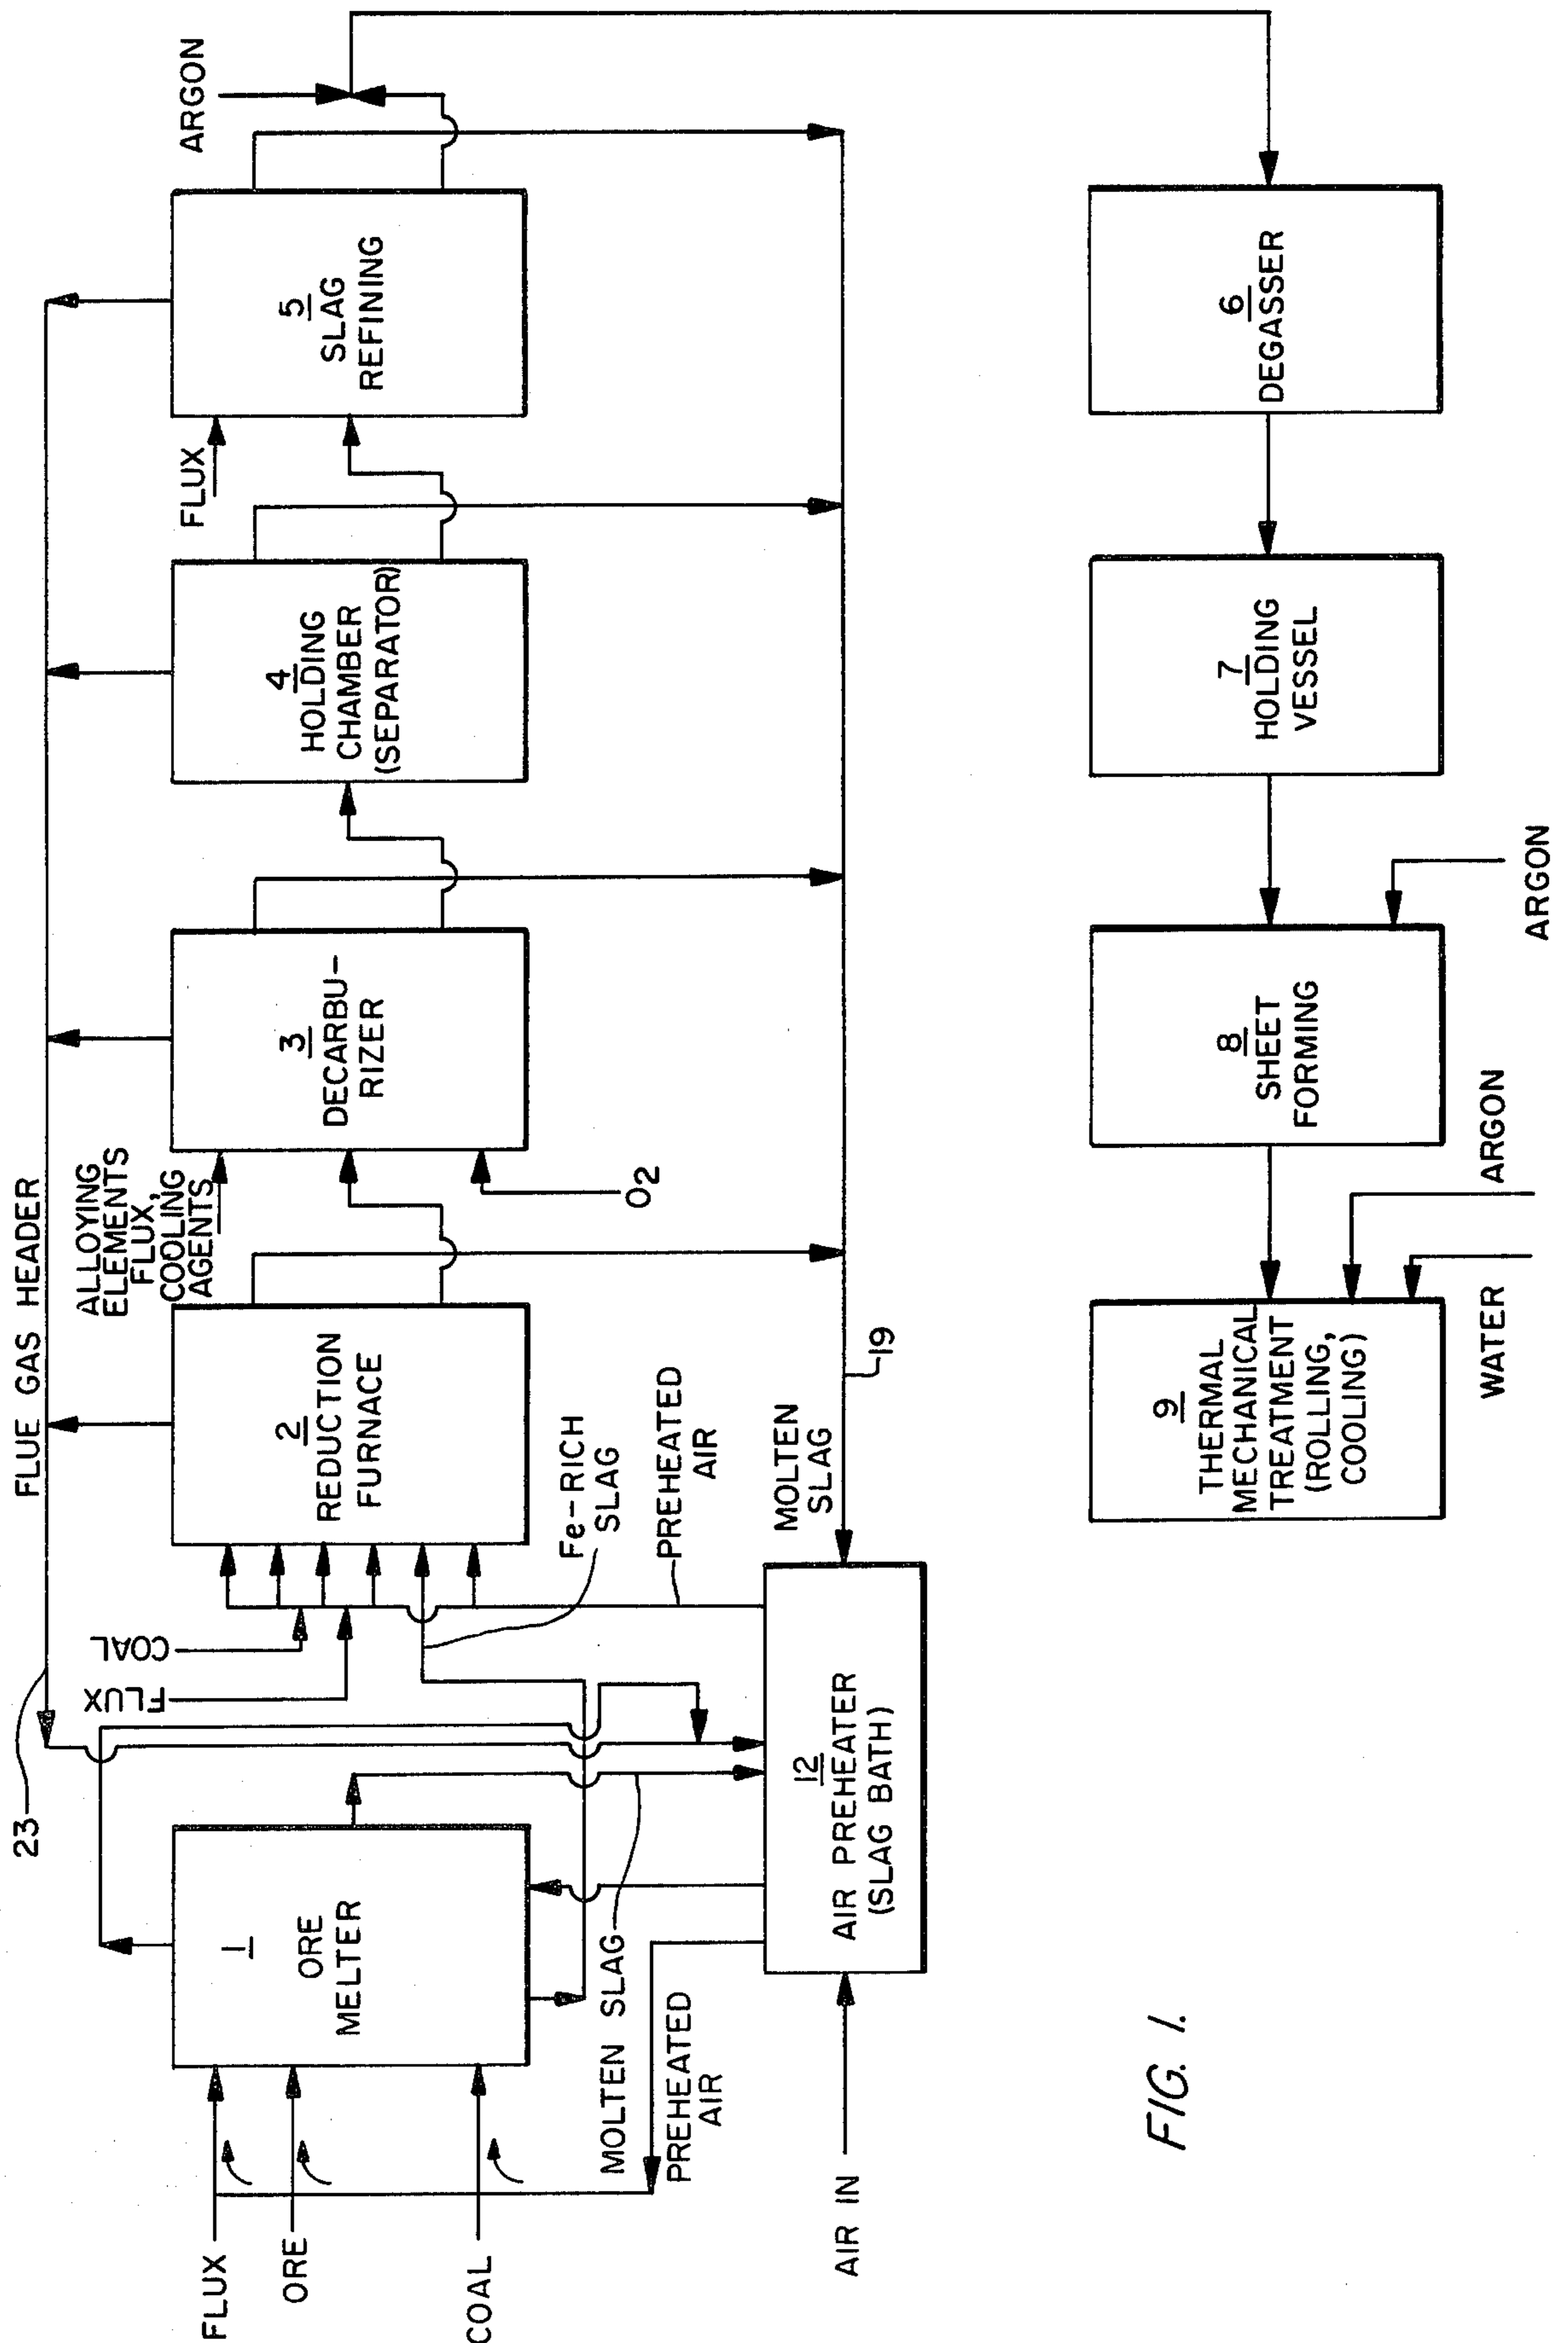 FLUE GAS HEADER
23
ARGON
FLUX
ORE
COAL
1
ORE
MELTER
FLUX
COAL
2
REDUCTION
FURNACE
ALLOYING
ELEMENTS
FLUX,
COOLING
AGENTS
O2
3
DECARBU-
RIZER
4
HOLDING
CHAMBER
(SEPARATOR)
FLUX
5
SLAG
REFINING
Fe-RICH
SLAG
PREHEATED
AIR
MOLTEN
SLAG
19
MOLTEN SLAG
PREHEATED
AIR
AIR IN
12
AIR PREHEATER
(SLAG BATH)
9
THERMAL
MECHANICAL
TREATMENT
(ROLLING,
COOLING)
WATER
ARGON
8
SHEET
FORMING
ARGON
7
HOLDING
VESSEL
6
DEGASSER
FIG. 1.